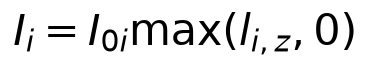 I_i = I_{0i} max(l_{i, z}, 0)